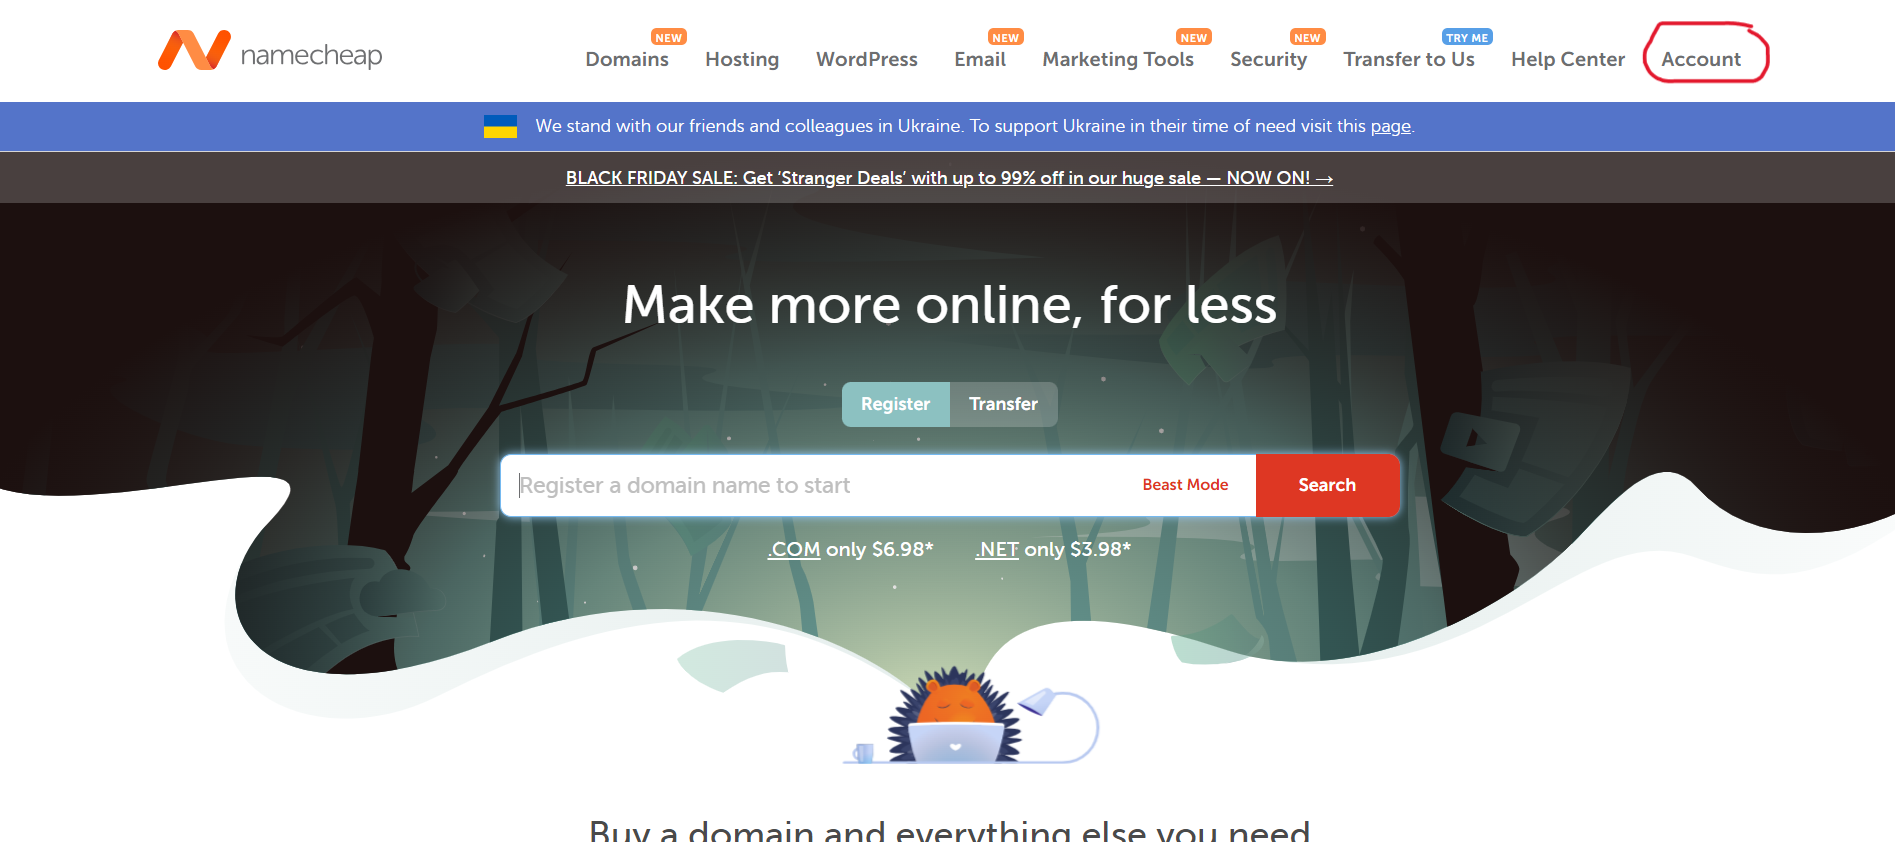 namecheap
NEW NEW NEW NEW TRY ME
Domains Hosting WordPress Email Marketing Tools Security Transfer to Us Help Center Account
We stand with our friends and colleagues in Ukraine. To support Ukraine in their time of need visit this page.
BLACK FRIDAY SALE: Get ‘Stranger Deals’ with up to 99% off in our huge sale — NOW ON! →
Make more online, for less
Register Transfer
Register a domain name to start Beast Mode Search
.COM only $6.98* .NET only $3.98*
Buy a domain and everything else you need